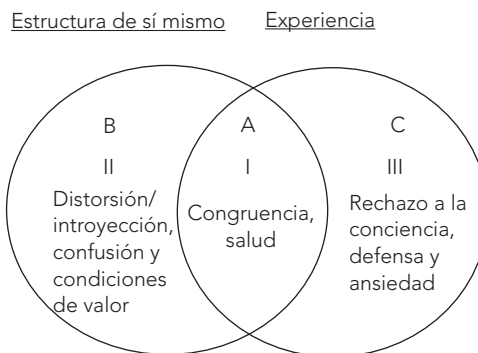 Estructura de sí mismo
Experiencia
B
II
Distorsión/
introyección,
confusión y
condiciones
de valor
A
I
Congruencia,
salud
C
III
Rechazo a la
conciencia,
defensa y
ansiedad